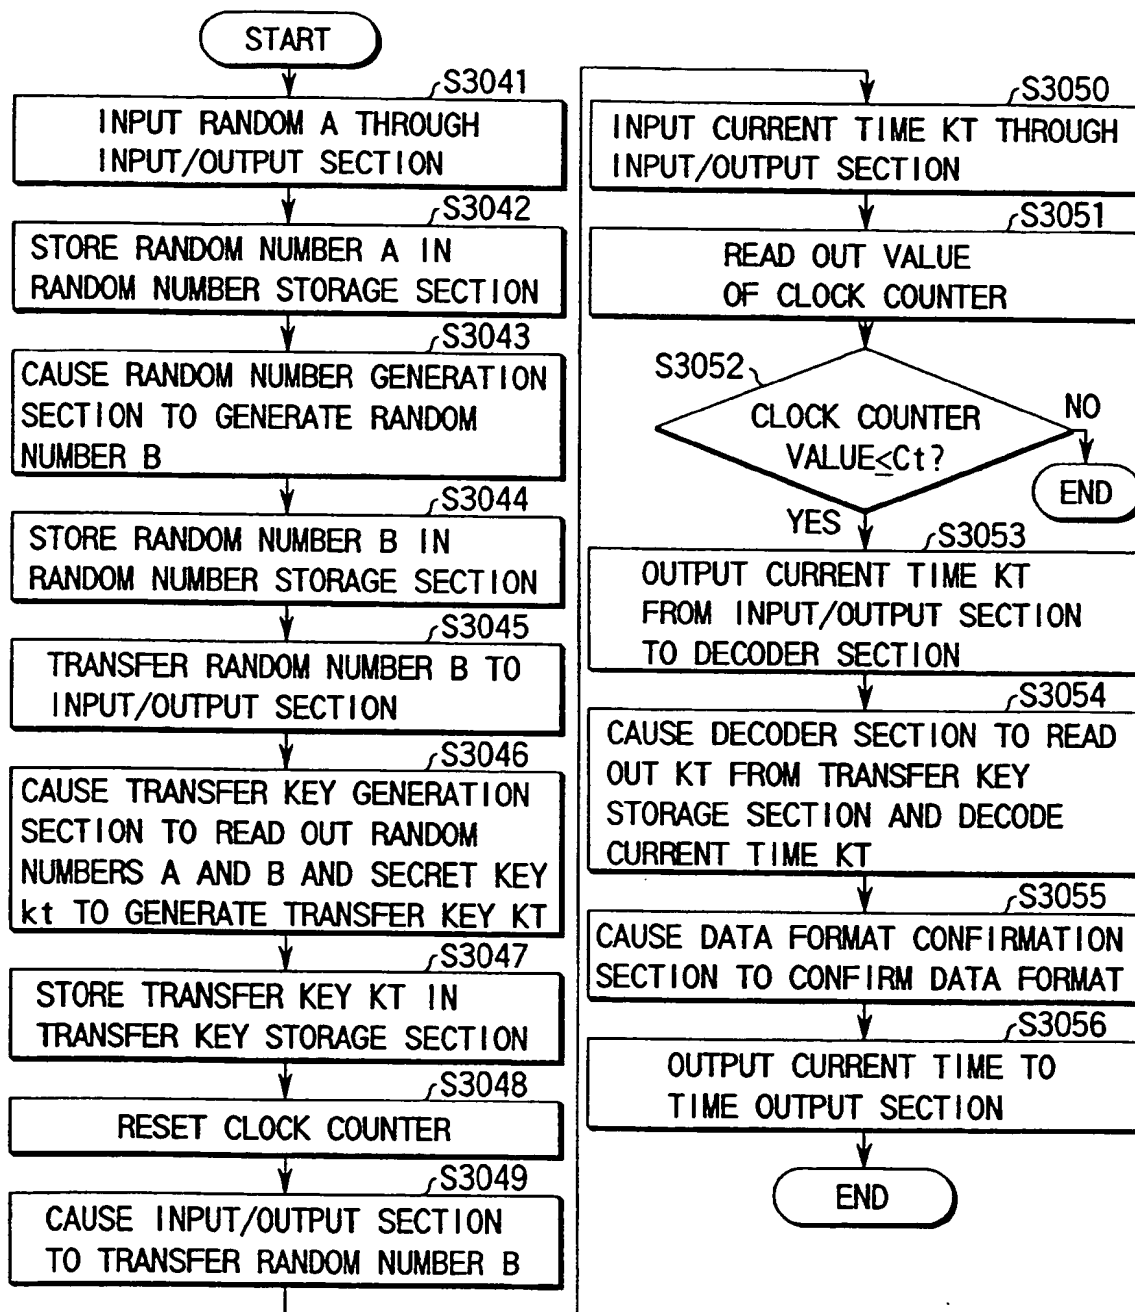 START
S3041
INPUT RANDOM A THROUGH
INPUT/OUTPUT SECTION
S3042
STORE RANDOM NUMBER A IN
RANDOM NUMBER STORAGE SECTION
S3043
CAUSE RANDOM NUMBER GENERATION
SECTION TO GENERATE RANDOM
NUMBER B
S3044
STORE RANDOM NUMBER B IN
RANDOM NUMBER STORAGE SECTION
S3045
TRANSFER RANDOM NUMBER B TO
INPUT/OUTPUT SECTION
S3046
CAUSE TRANSFER KEY GENERATION
SECTION TO READ OUT RANDOM
NUMBERS A AND B AND SECRET KEY
kt TO GENERATE TRANSFER KEY KT
S3047
STORE TRANSFER KEY KT IN
TRANSFER KEY STORAGE SECTION
S3048
RESET CLOCK COUNTER
S3049
CAUSE INPUT/OUTPUT SECTION
TO TRANSFER RANDOM NUMBER B
S3050
INPUT CURRENT TIME KT THROUGH
INPUT/OUTPUT SECTION
S3051
READ OUT VALUE
OF CLOCK COUNTER
S3052
CLOCK COUNTER
VALUE≤Ct?
NO
END
YES
S3053
OUTPUT CURRENT TIME KT
FROM INPUT/OUTPUT SECTION
TO DECODER SECTION
S3054
CAUSE DECODER SECTION TO READ
OUT KT FROM TRANSFER KEY
STORAGE SECTION AND DECODE
CURRENT TIME KT
S3055
CAUSE DATA FORMAT CONFIRMATION
SECTION TO CONFIRM DATA FORMAT
S3056
OUTPUT CURRENT TIME TO
TIME OUTPUT SECTION
END